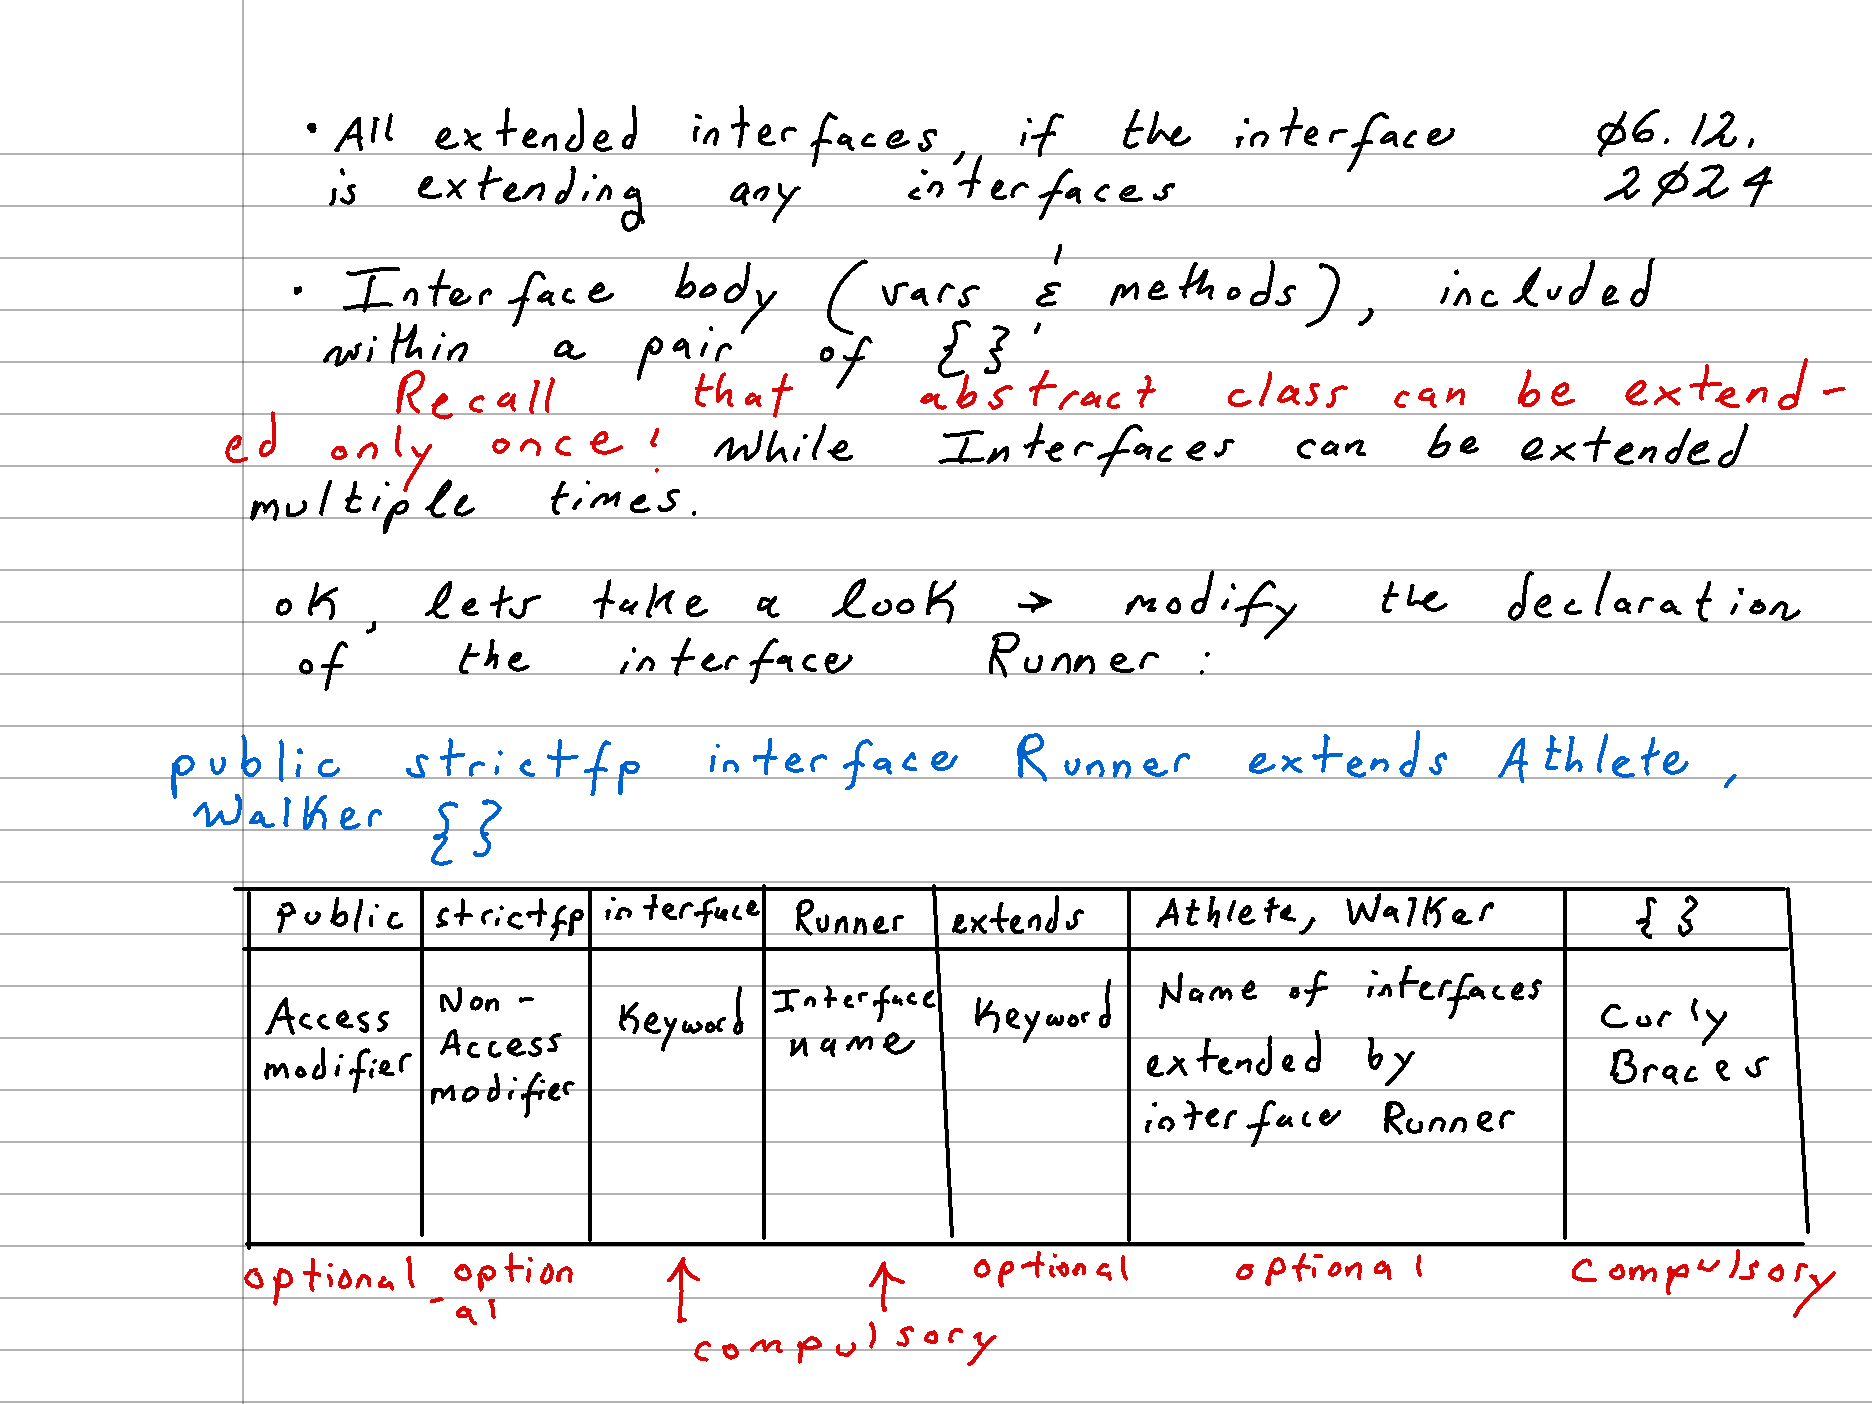 • All extended interfaces, if the interface
ø6.12.
is extending any interfaces
2ø24
• Interface body (vars & methods), included
within a pair of {}
Recall that abstract class can be extend-
ed only once! While Interfaces can be extended
multiple times.
OK, lets take a look → modify the declaration
of the interface Runner:
public strictfp interface Runner extends Athlete,
Walker {}
public strictfp interface Runner extends Athlete, Walker {}
Access
modifier
Non-
Access
modifier
Keyword
Interface
name
Keyword
Name of interfaces
extended by
interface Runner
Curly
Braces
optional
option
-al
↑ ↑
compulsory
optional
optional
compulsory